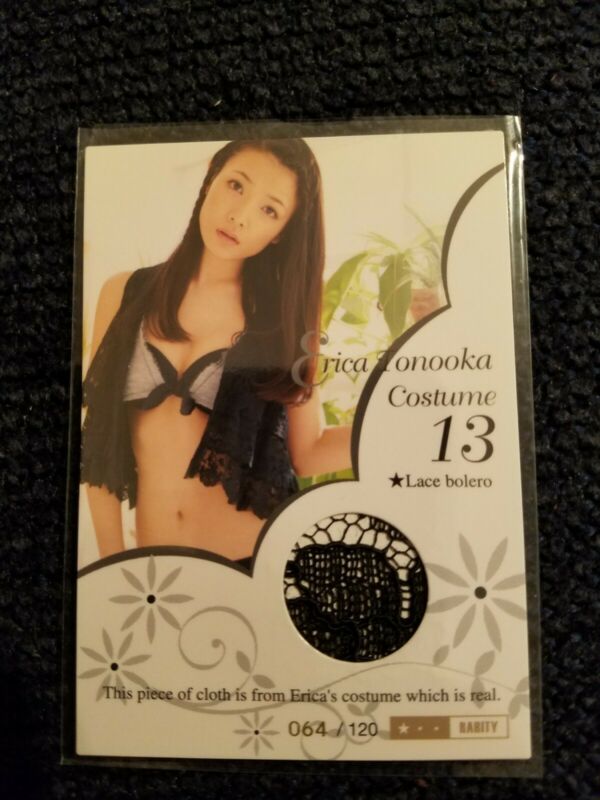 Erica Tonooka
Costume
13
★Lace bolero
This piece of cloth is from Erica's costume which is real.
064 / 120
RARITY